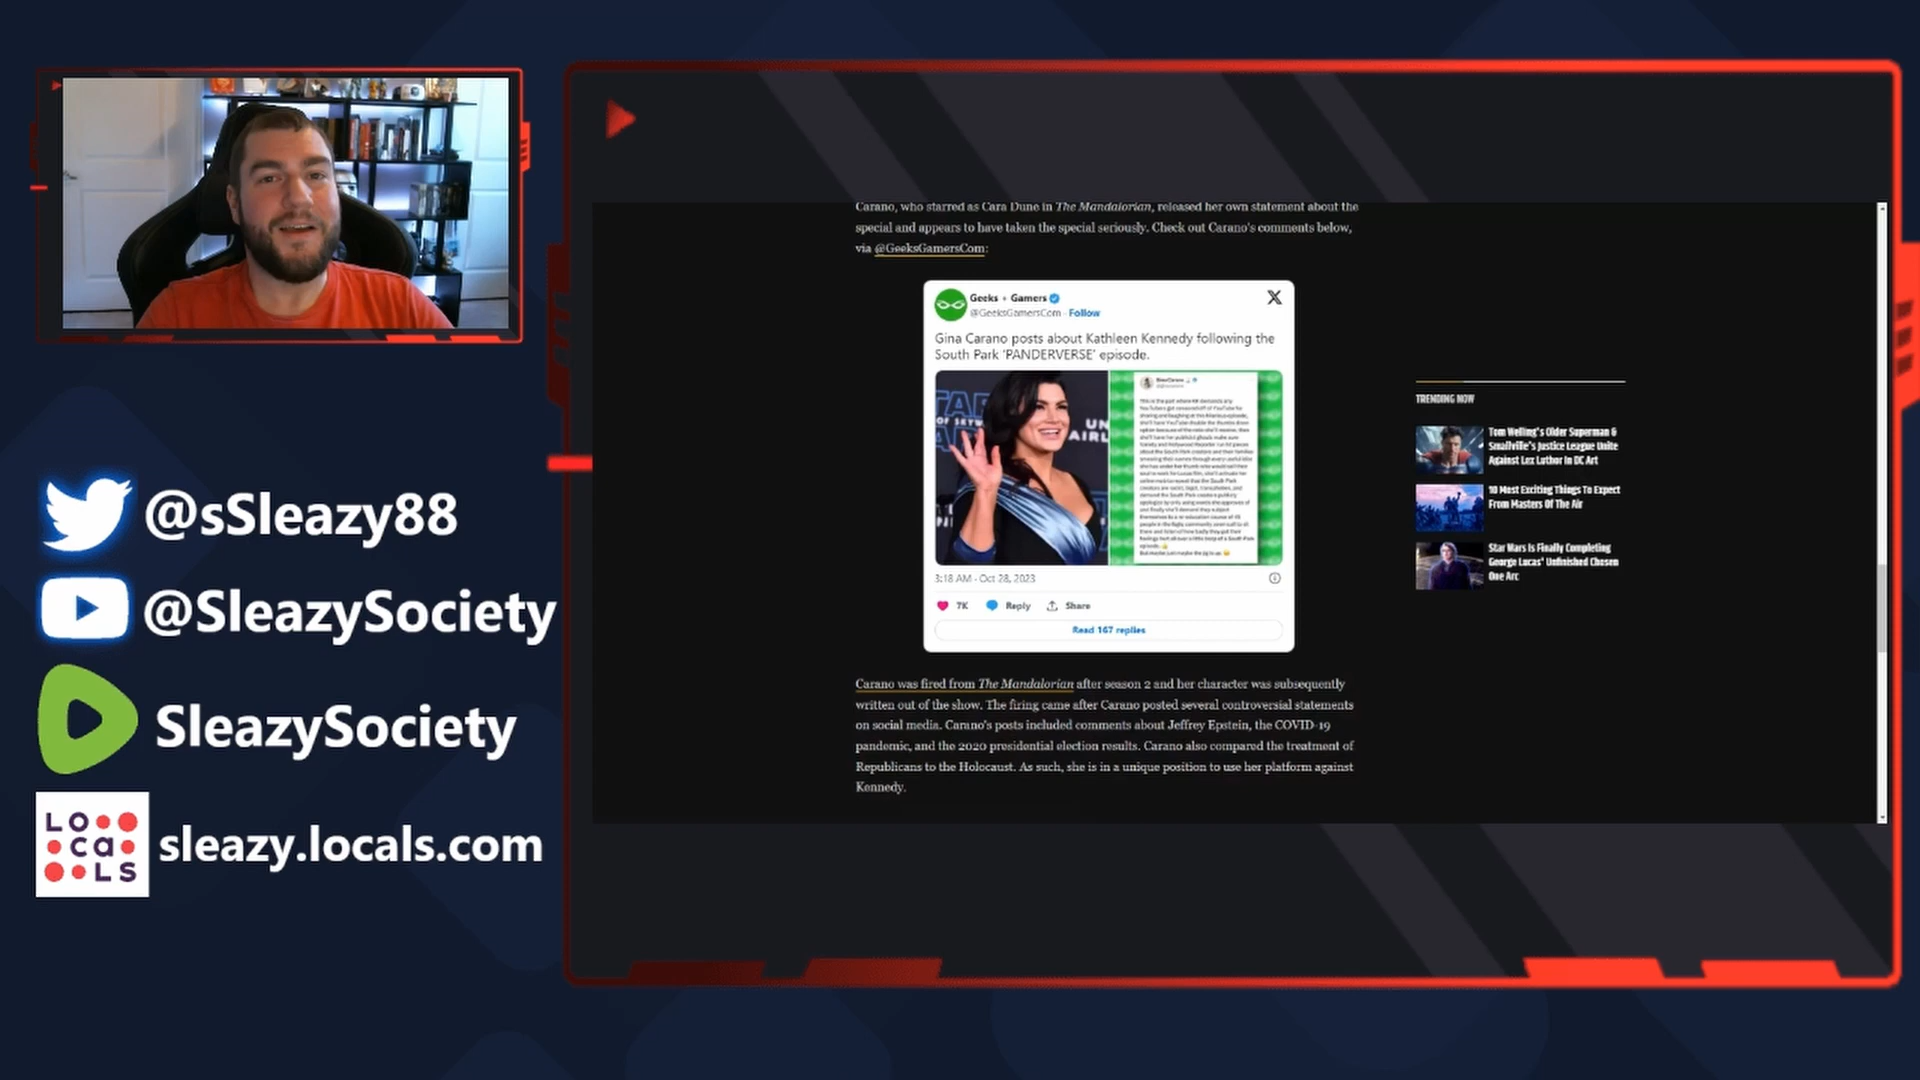 @sSleazy88
@SleazySociety
SleazySociety
LOcaLS
sleazy.locals.com
Carano, who starred as Cara Dune in The Mandalorian, released her own statement about the
special and appears to have taken the special seriously. Check out Carano's comments below,
via @GeeksGamersCom:
Geeks + Gamers
@GeeksGamersCom · Follow
Gina Carano posts about Kathleen Kennedy following the
South Park 'PANDERVERSE' episode.
3:18 AM · Oct 28, 2023
7K Reply Share
Read 167 replies
Carano was fired from The Mandalorian after season 2 and her character was subsequently
written out of the show. The firing came after Carano posted several controversial statements
on social media. Carano's posts included comments about Jeffrey Epstein, the COVID-19
pandemic, and the 2020 presidential election results. Carano also compared the treatment of
Republicans to the Holocaust. As such, she is in a unique position to use her platform against
Kennedy.
TRENDING NOW
Tom Welling's Older Superman &
Smallville's Justice League Unite
Against Lex Luthor In DC Art
10 Most Exciting Things To Expect
From Masters Of The Air
Star Wars Is Finally Completing
George Lucas' Unfinished Chosen
One Arc